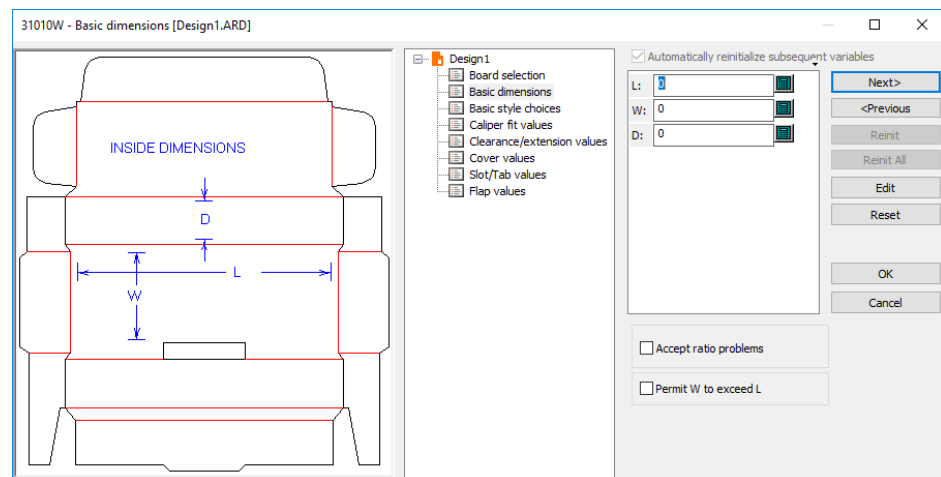 31010W - Basic dimensions [Design1.ARD]
INSIDE DIMENSIONS
D
L
W
Design1
Board selection
Basic dimensions
Basic style choices
Caliper fit values
Clearance/extension values
Cover values
Slot/Tab values
Flap values
Automatically reinitialize subsequent variables
L: 0
W: 0
D: 0
Next>
<Previous
Reinit
Reinit All
Edit
Reset
OK
Cancel
Accept ratio problems
Permit W to exceed L